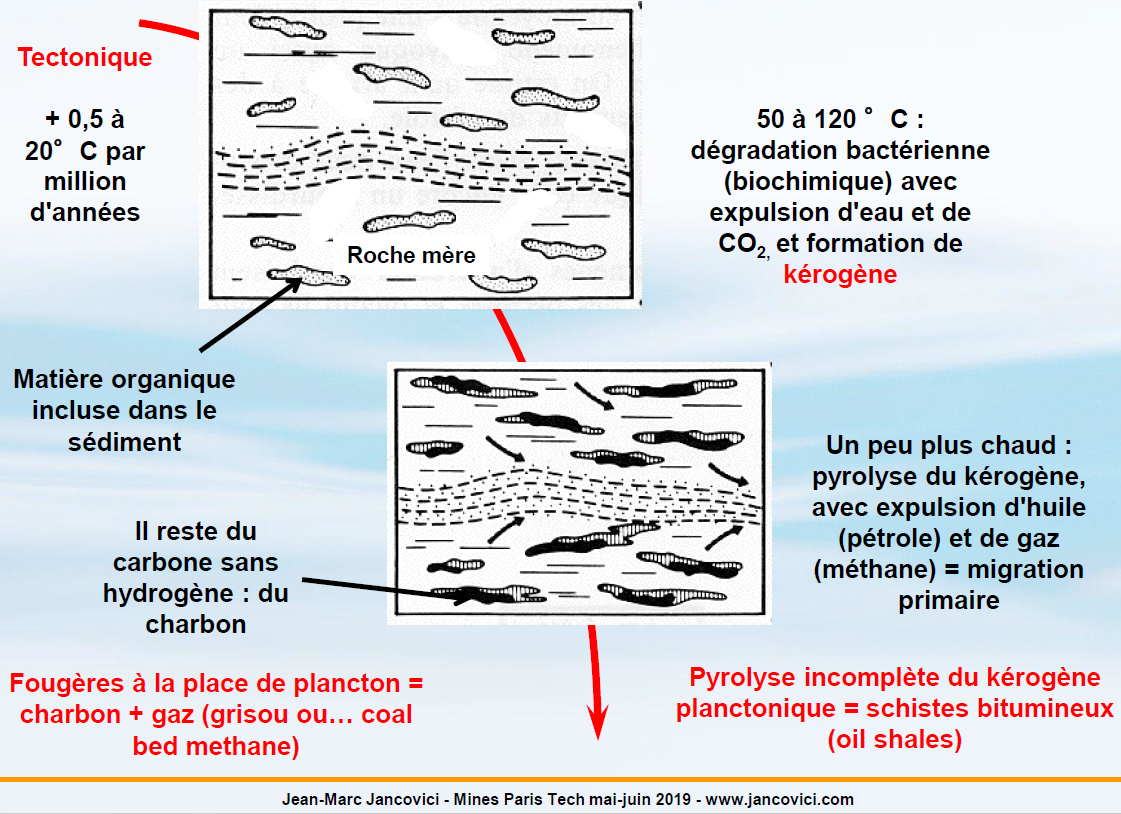 Tectonique
+ 0,5 à
20° C par
million
d'années
Roche mère
50 à 120 ° C :
dégradation bactérienne
(biochimique) avec
expulsion d'eau et de
CO2, et formation de
kérogène
Matière organique
incluse dans le
sédiment
Un peu plus chaud :
pyrolyse du kérogène,
avec expulsion d'huile
(pétrole) et de gaz
(méthane) = migration
primaire
Il reste du
carbone sans
hydrogène : du
charbon
Fougères à la place de plancton =
charbon + gaz (grisou ou… coal
bed methane)
Pyrolyse incomplète du kérogène
planctonique = schistes bitumineux
(oil shales)
Jean-Marc Jancovici - Mines Paris Tech mai-juin 2019 - www.jancovici.com